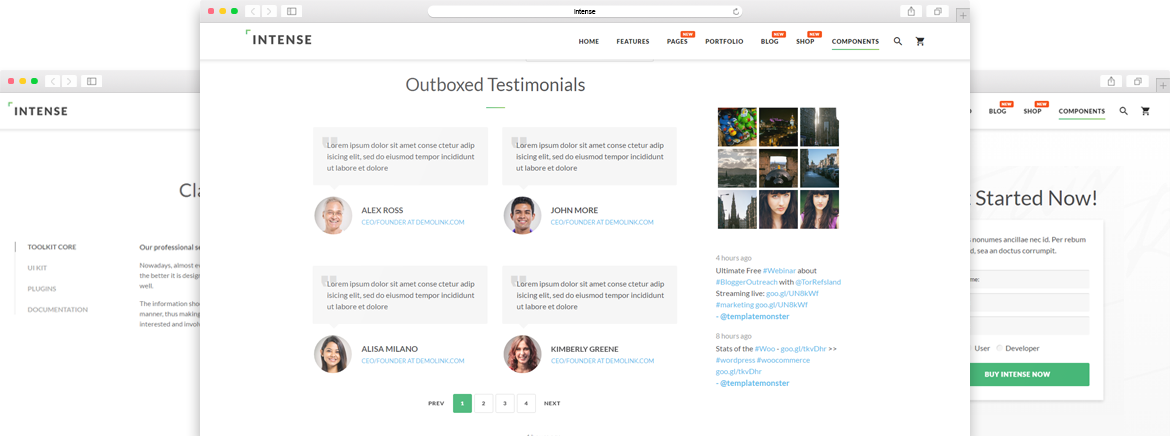 Intense
INTENSE
HOME FEATURES PAGES NEW PORTFOLIO BLOG NEW SHOP NEW COMPONENTS
Outboxed Testimonials
Lorem ipsum dolor sit amet conse ctetur adip
isicing elit, sed do eiusmod tempor incididunt
ut labore et dolore
ALEX ROSS
CEO/FOUNDER AT DEMOLINK.COM
Lorem ipsum dolor sit amet conse ctetur adip
isicing elit, sed do eiusmod tempor incididunt
ut labore et dolore
JOHN MORE
CEO/FOUNDER AT DEMOLINK.COM
Lorem ipsum dolor sit amet conse ctetur adip
isicing elit, sed do eiusmod tempor incididunt
ut labore et dolore
ALISA MILANO
CEO/FOUNDER AT DEMOLINK.COM
Lorem ipsum dolor sit amet conse ctetur adip
isicing elit, sed do eiusmod tempor incididunt
ut labore et dolore
KIMBERLY GREENE
CEO/FOUNDER AT DEMOLINK.COM
PREV 1 2 3 4 NEXT
4 hours ago
Ultimate Free #Webinar about
#BloggerOutreach with @TorRefsland
Streaming live: goo.gl/UN8kWf
#marketing goo.gl/UN8kWf
- @templatemonster
8 hours ago
Stats of the #Woo - goo.gl/tkvDhr >>
#wordpress #woocommerce
goo.gl/tkvDhr
- @templatemonster
INTENSE
Cla
TOOLKIT CORE
UI KIT
PLUGINS
DOCUMENTATION
Our professional se
Nowadays, almost ev
the better it is design
well.
The information shou
manner, thus making
interested and involv
BLOG NEW SHOP NEW COMPONENTS
Started Now!
nonumes ancillae nec id. Per rebum
d, sea an doctus corrumpit.
me:
User Developer
BUY INTENSE NOW